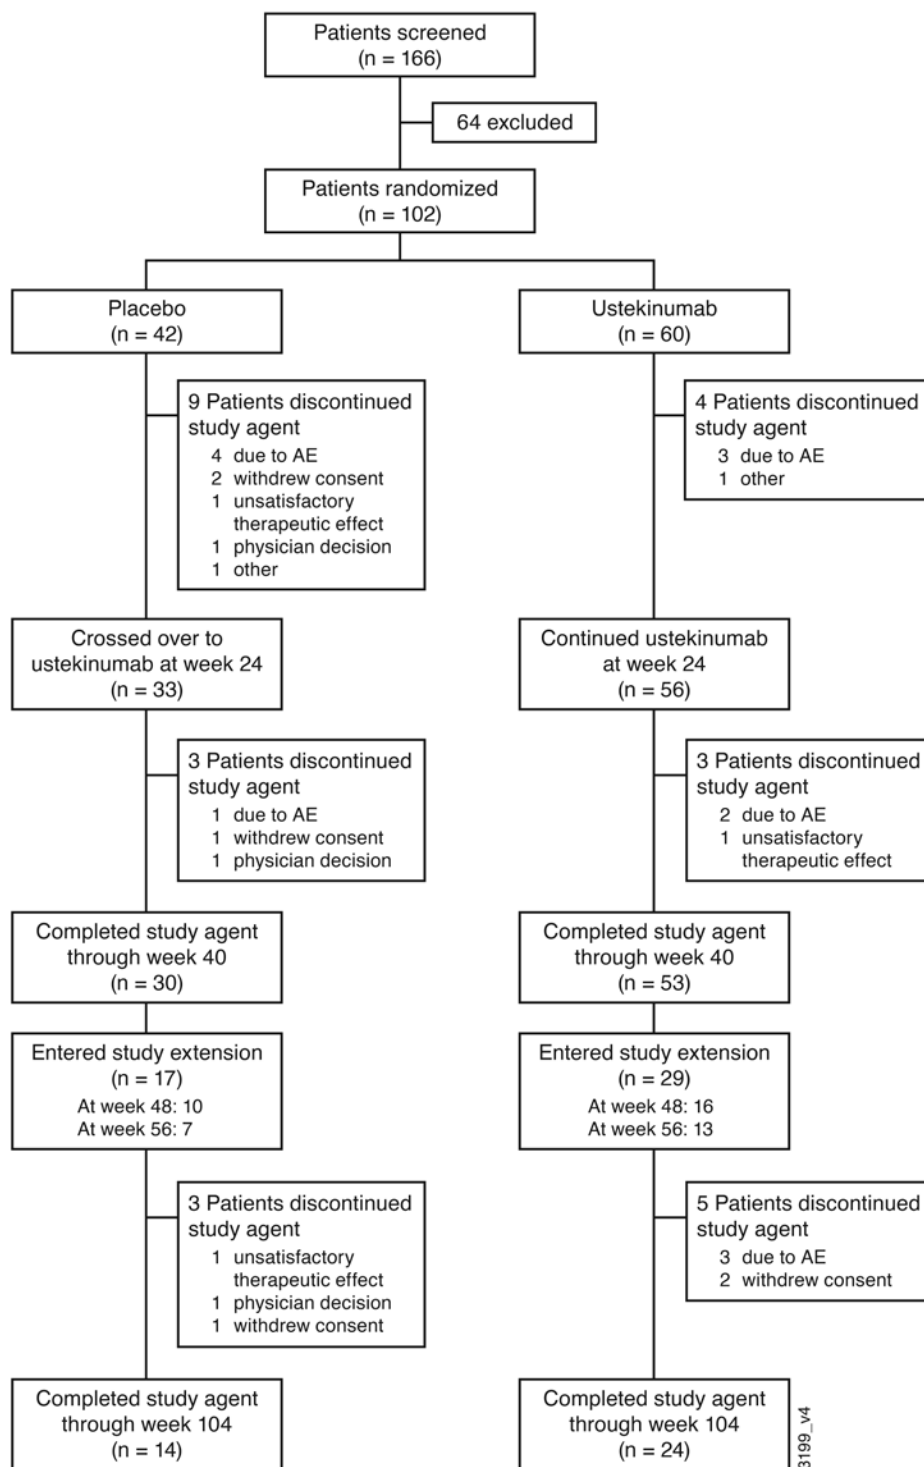 Patients screened
(n = 166)
64 excluded
Patients randomized
(n = 102)
Placebo
(n = 42)
Ustekinumab
(n = 60)
9 Patients discontinued
study agent
4 due to AE
2 withdrew consent
1 unsatisfactory
therapeutic effect
1 physician decision
1 other
4 Patients discontinued
study agent
3 due to AE
1 other
Crossed over to
ustekinumab at week 24
(n = 33)
Continued ustekinumab
at week 24
(n = 56)
3 Patients discontinued
study agent
1 due to AE
1 withdrew consent
1 physician decision
3 Patients discontinued
study agent
2 due to AE
1 unsatisfactory
therapeutic effect
Completed study agent
through week 40
(n = 30)
Completed study agent
through week 40
(n = 53)
Entered study extension
(n = 17)
At week 48: 10
At week 56: 7
Entered study extension
(n = 29)
At week 48: 16
At week 56: 13
3 Patients discontinued
study agent
1 unsatisfactory
therapeutic effect
1 physician decision
1 withdrew consent
5 Patients discontinued
study agent
3 due to AE
2 withdrew consent
Completed study agent
through week 104
(n = 14)
Completed study agent
through week 104
(n = 24)
3199_v4